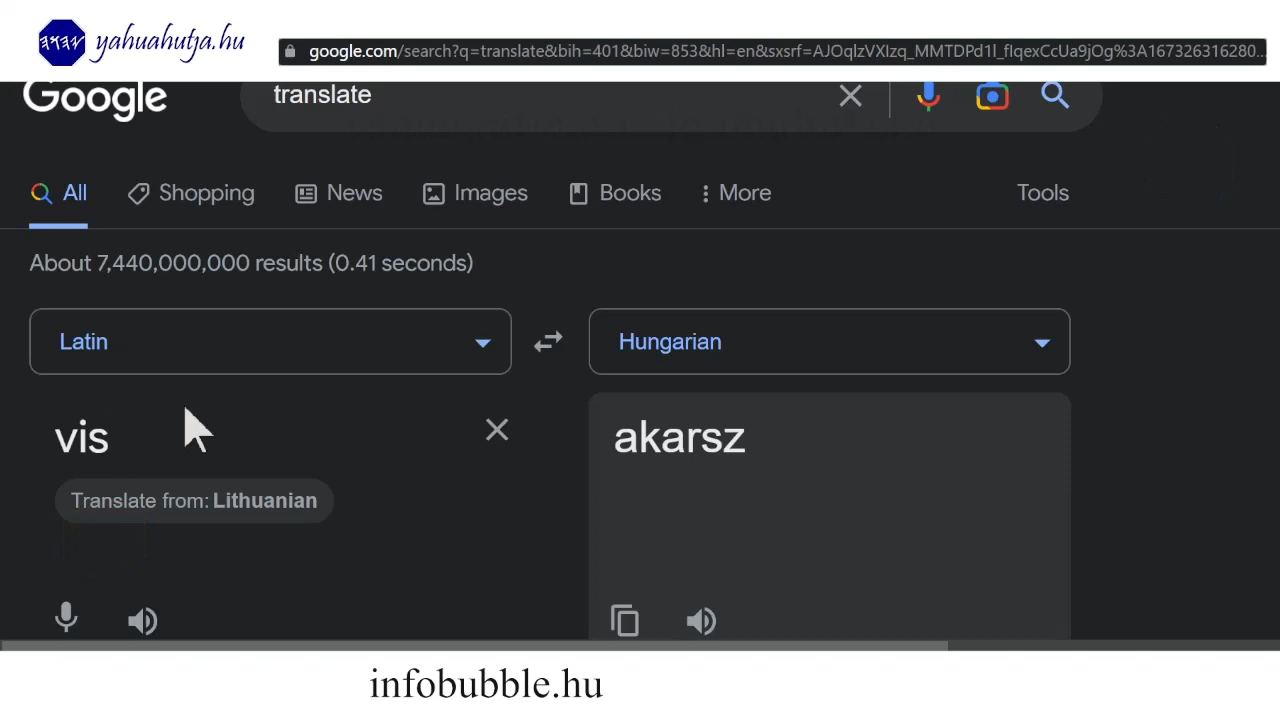 yahuahutja.hu
google.com/search?q=translate&bih=401&biw=853&hl=en&sxsrf=AJOqlzVXIzq_MMTDPd1l_fIqexCcUa9jOg%3A167326316280...
Google translate
All Shopping News Images Books More Tools
About 7,440,000,000 results (0.41 seconds)
Latin Hungarian
vis akarsz
Translate from: Lithuanian
infobubble.hu